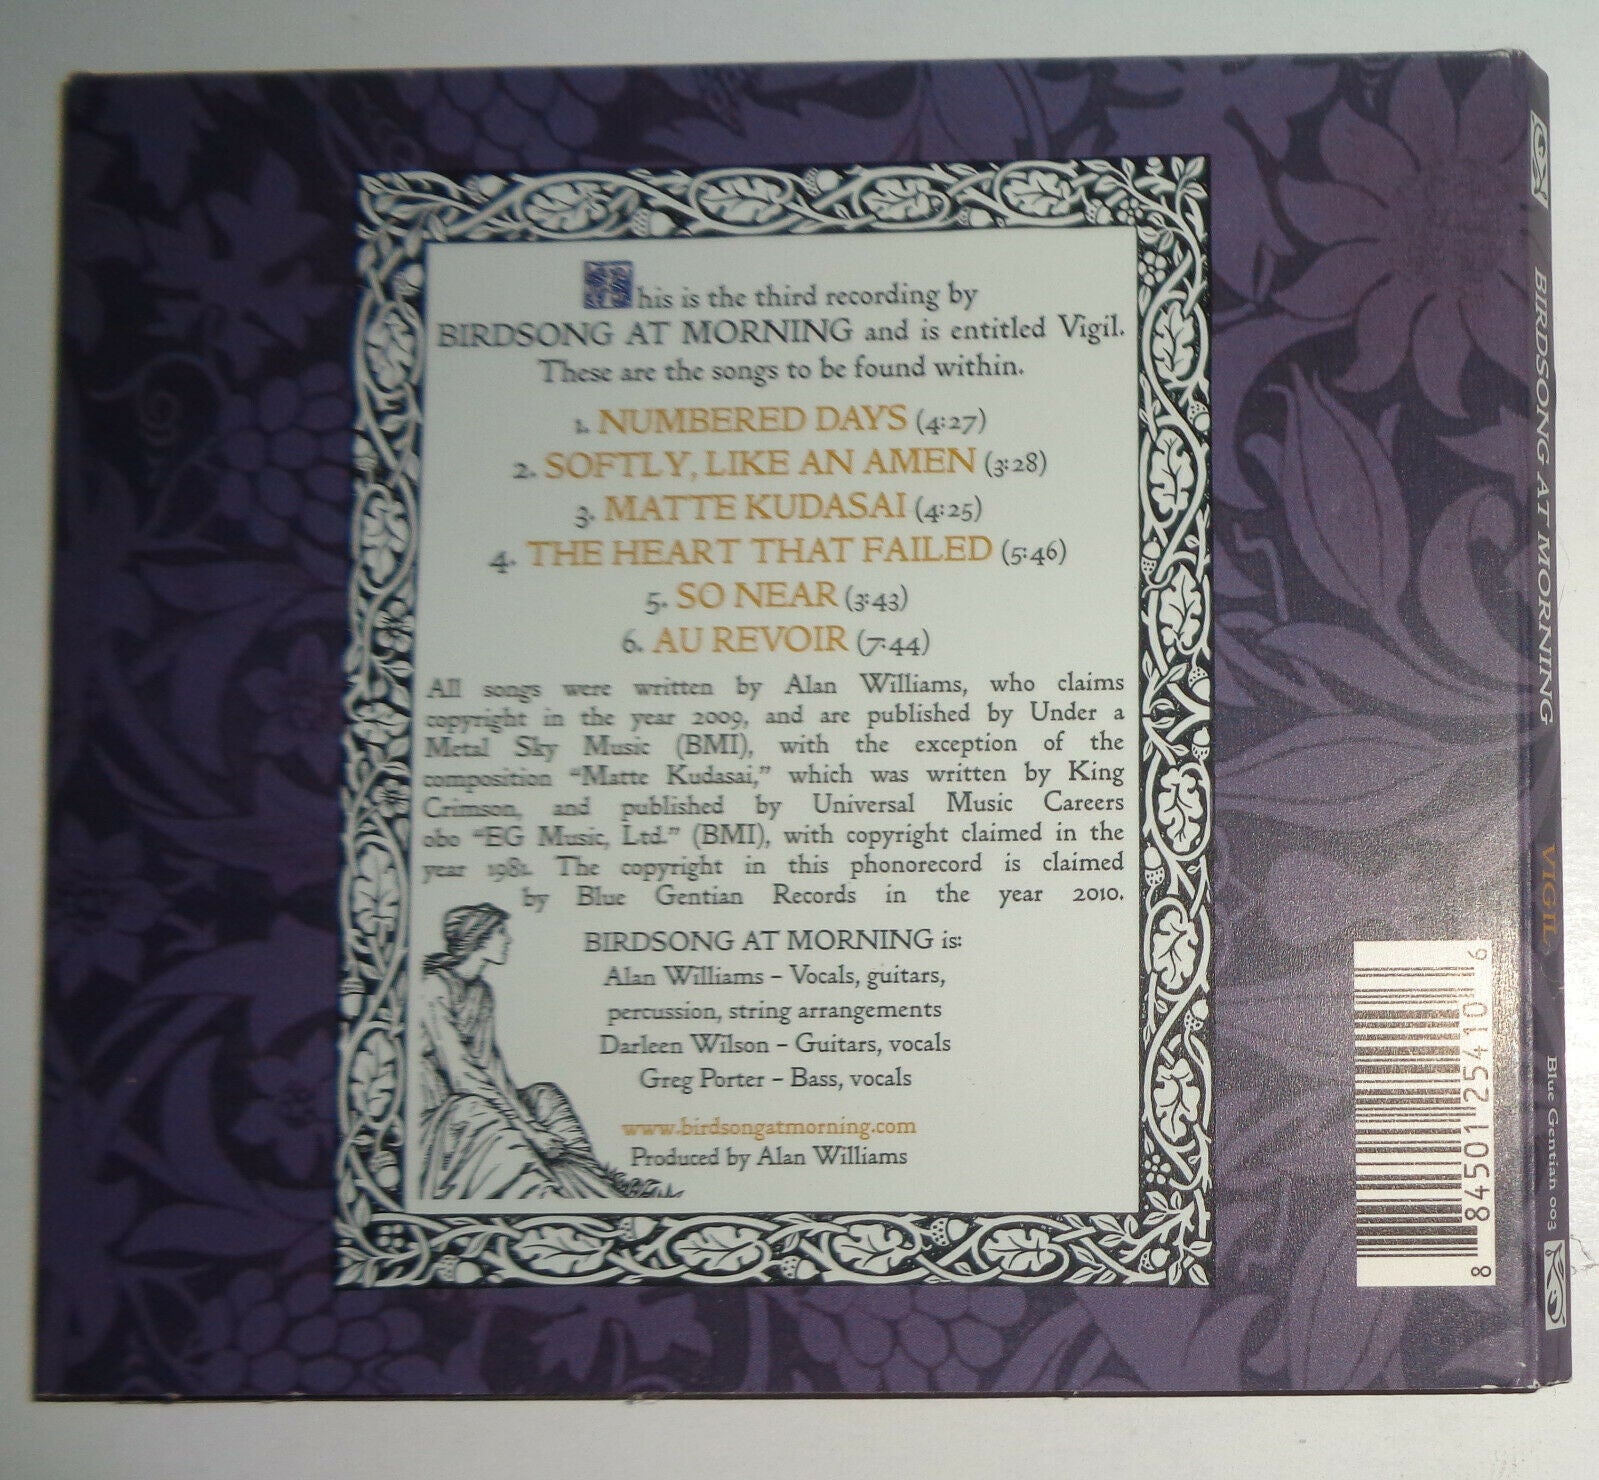 This is the third recording by
BIRDSONG AT MORNING and is entitled Vigil.
These are the songs to be found within.
1. NUMBERED DAYS (4:27)
2. SOFTLY, LIKE AN AMEN (3:28)
3. MATTE KUDASAI (4:25)
4. THE HEART THAT FAILED (5:46)
5. SO NEAR (3:43)
6. AU REVOIR (7:44)
All songs were written by Alan Williams, who claims
copyright in the year 2009, and are published by Under a
Metal Sky Music (BMI), with the exception of the
composition “Matte Kudasai,” which was written by King
Crimson, and published by Universal Music Careers
obo “EG Music, Ltd.” (BMI), with copyright claimed in the
year 1981. The copyright in this phonorecord is claimed
by Blue Gentian Records in the year 2010.
BIRDSONG AT MORNING is:
Alan Williams – Vocals, guitars,
percussion, string arrangements
Darleen Wilson – Guitars, vocals
Greg Porter – Bass, vocals
www.birdsongatmorning.com
Produced by Alan Williams
8 84501 25410 6
BIRDSONG AT MORNING VIGIL Blue Gentian 003